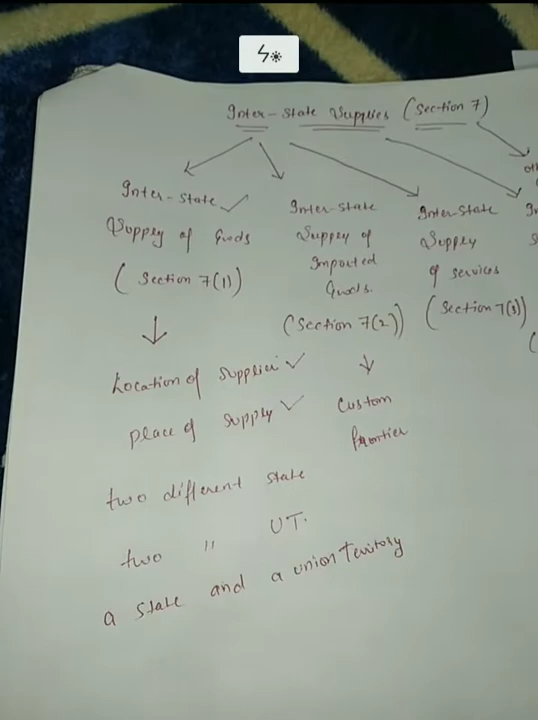 Inter-State Supplies (Section 7)
Inter-State
Supply of Goods
(Section 7(1))
Location of Supplier
place of Supply
two different state
two " UT.
a state and a union Territory
Inter-State
Supply of
Imported
Goods.
(Section 7(2))
Custom
Frontier
Inter-State
Supply
of services
(Section 7(3))